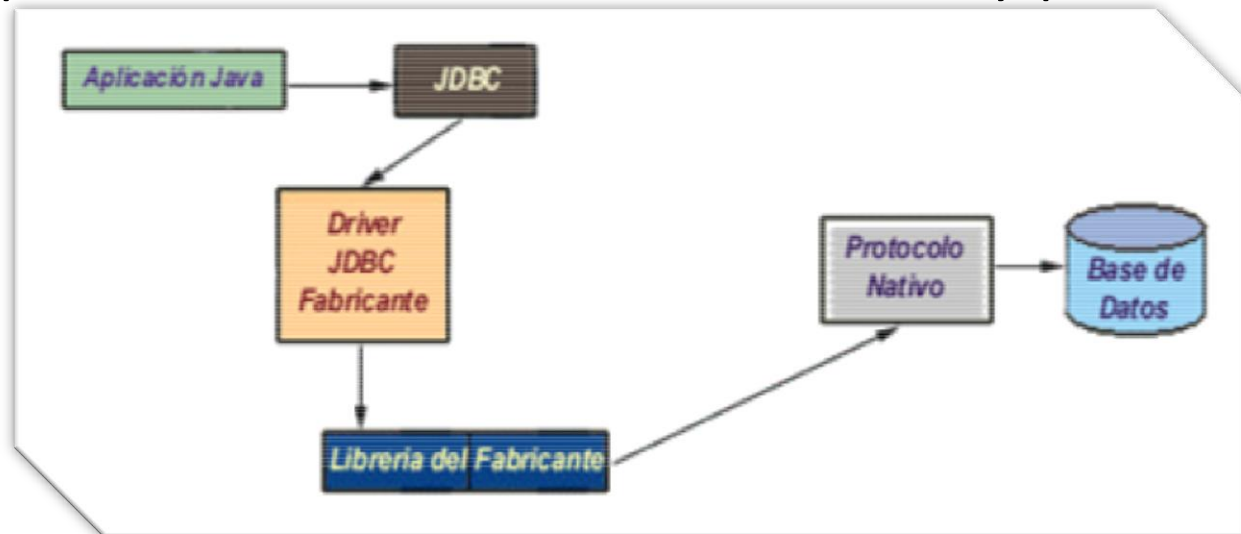 Aplicación Java
JDBC
Driver
JDBC
Fabricante
Protocolo
Nativo
Base de
Datos
Libreria del Fabricante